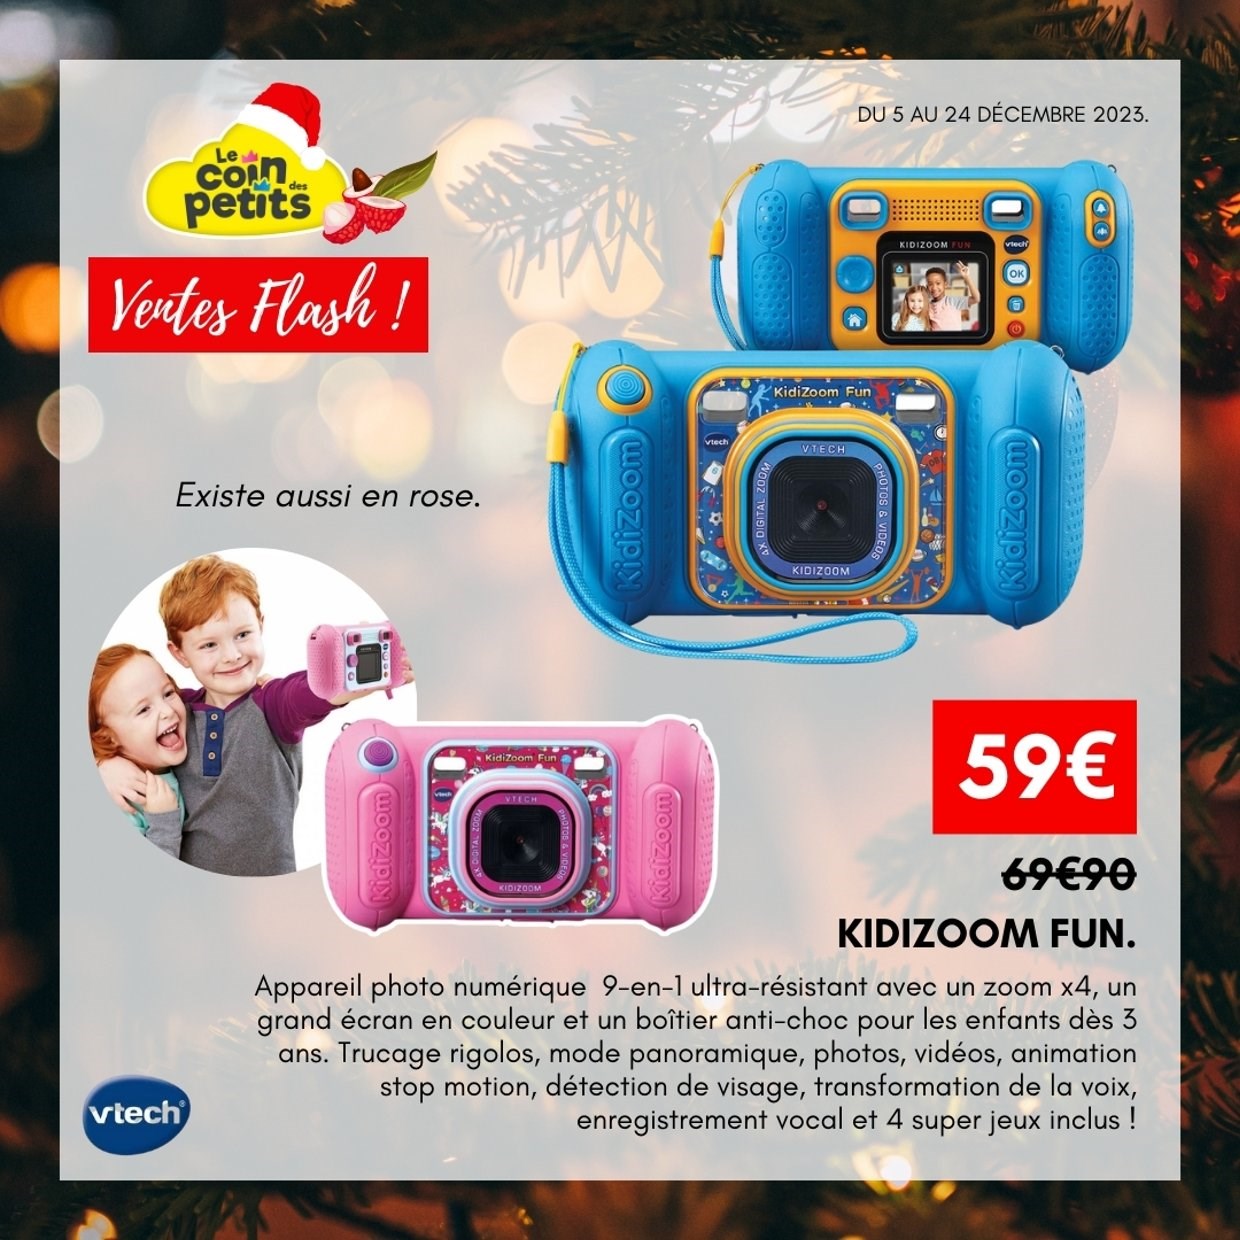 DU 5 AU 24 DÉCEMBRE 2023.
Le
coin
des
petits
Ventes Flash !
KIDIZOOM FUN
vtech
OK
KidiZoom Fun
vtech
VTECH
4X DIGITAL ZOOM
PHOTOS & VIDÉOS
KIDIZOOM
KidiZoom
KidiZoom
Existe aussi en rose.
KidiZoom Fun
vtech
VTECH
4X DIGITAL ZOOM
PHOTOS & VIDÉOS
KIDIZOOM
KidiZoom
KidiZoom
59€
69€90
KIDIZOOM FUN.
Appareil photo numérique 9-en-1 ultra-résistant avec un zoom x4, un
grand écran en couleur et un boîtier anti-choc pour les enfants dès 3
ans. Trucage rigolos, mode panoramique, photos, vidéos, animation
stop motion, détection de visage, transformation de la voix,
enregistrement vocal et 4 super jeux inclus !
vtech®